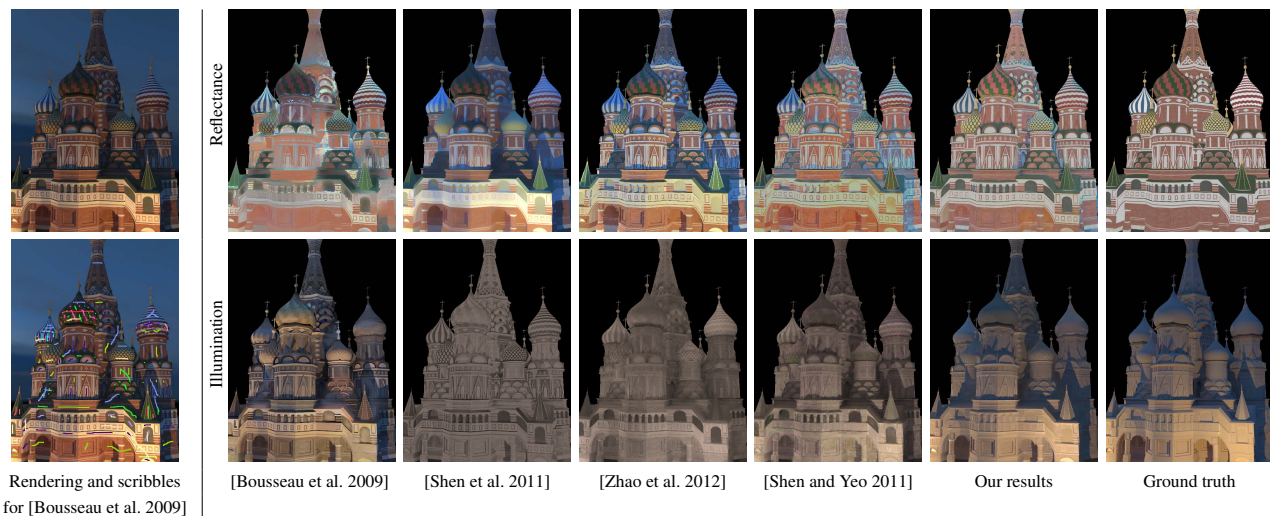 Reflectance
Illumination
Rendering and scribbles
for [Bousseau et al. 2009]
[Bousseau et al. 2009]
[Shen et al. 2011]
[Zhao et al. 2012]
[Shen and Yeo 2011]
Our results
Ground truth